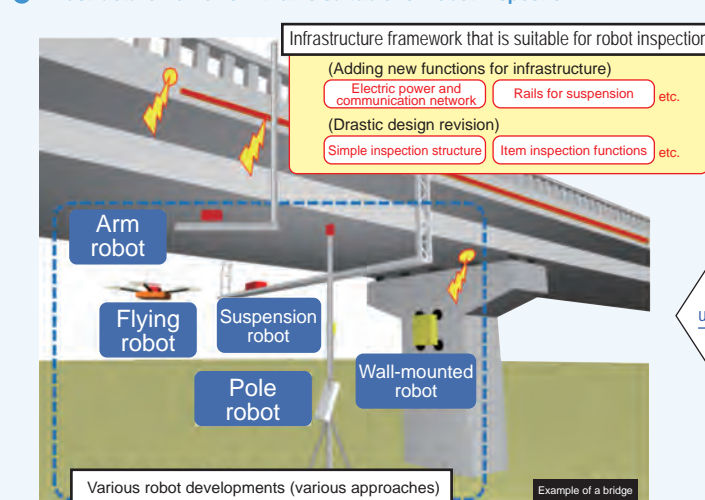 Infrastructure framework that is suitable for robot inspection
(Adding new functions for infrastructure)
Electric power and
communication network
Rails for suspension
etc.
(Drastic design revision)
Simple inspection structure
Item inspection functions
etc.
Arm
robot
Flying
robot
Suspension
robot
Pole
robot
Wall-mounted
robot
Various robot developments (various approaches)
Example of a bridge